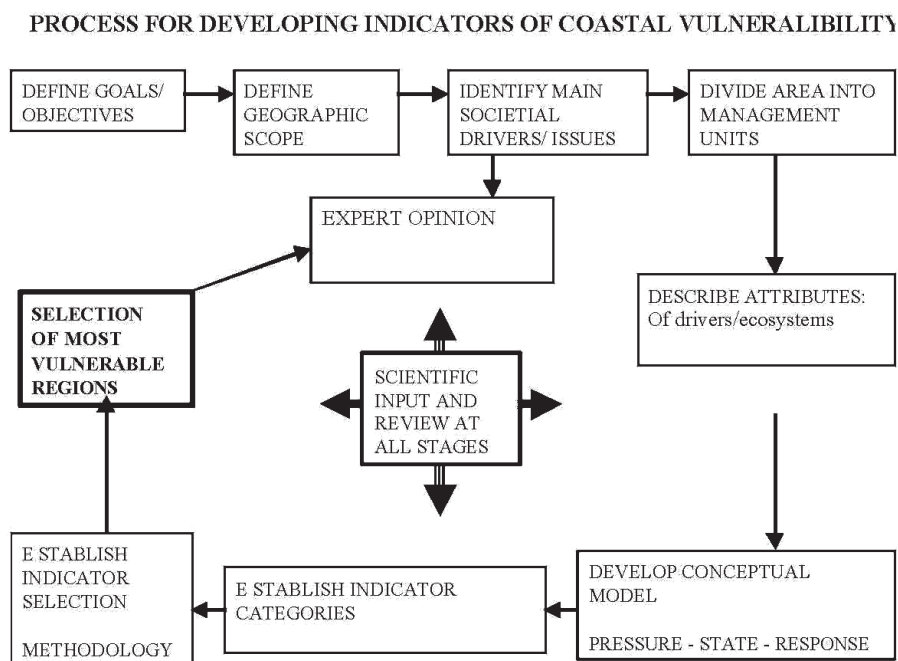 PROCESS FOR DEVELOPING INDICATORS OF COASTAL VULNERALIBILITY
DEFINE GOALS/
OBJECTIVES
DEFINE
GEOGRAPHIC
SCOPE
IDENTIFY MAIN
SOCIETIAL
DRIVERS/ ISSUES
DIVIDE AREA INTO
MANAGEMENT
UNITS
EXPERT OPINION
DESCRIBE ATTRIBUTES:
Of drivers/ecosystems
SELECTION
OF MOST
VULNERABLE
REGIONS
SCIENTIFIC
INPUT AND
REVIEW AT
ALL STAGES
E STABLISH
INDICATOR
SELECTION
METHODOLOGY
E STABLISH INDICATOR
CATEGORIES
DEVELOP CONCEPTUAL
MODEL
PRESSURE - STATE - RESPONSE